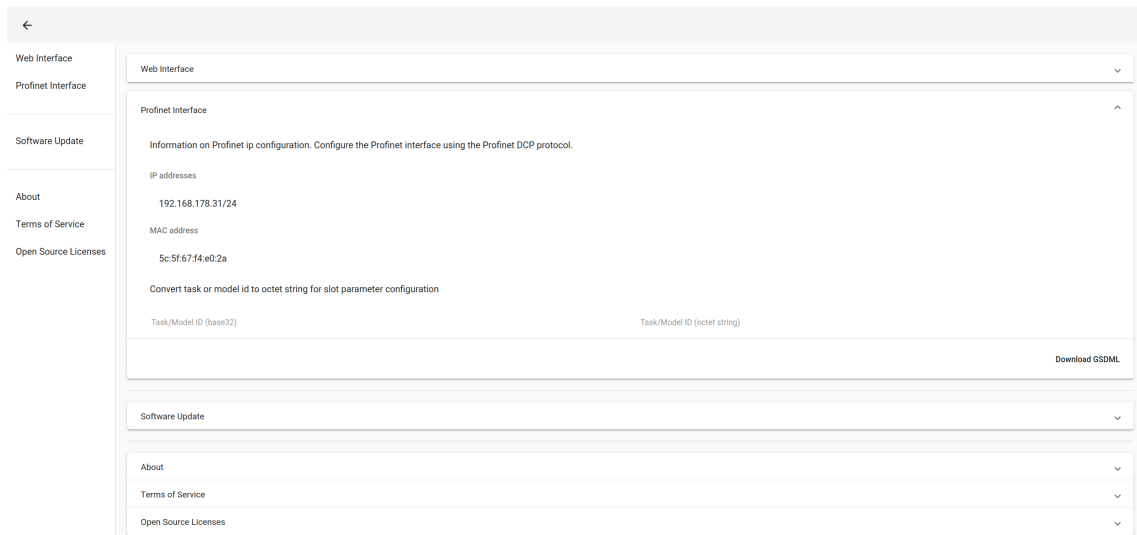 Web Interface
Profinet Interface
Software Update
About
Terms of Service
Open Source Licenses
Web Interface
Profinet Interface
Information on Profinet ip configuration. Configure the Profinet interface using the Profinet DCP protocol.
IP addresses
192.168.178.31/24
MAC address
5c:5f:67:f4:e0:2a
Convert task or model id to octet string for slot parameter configuration
Task/Model ID (base32)
Task/Model ID (octet string)
Download GSDML
Software Update
About
Terms of Service
Open Source Licenses